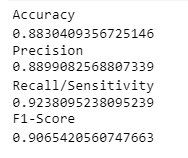 Accuracy
0.8830409356725146
Precision
0.8899082568807339
Recall/Sensitivity
0.9238095238095239
F1-Score
0.9065420560747663